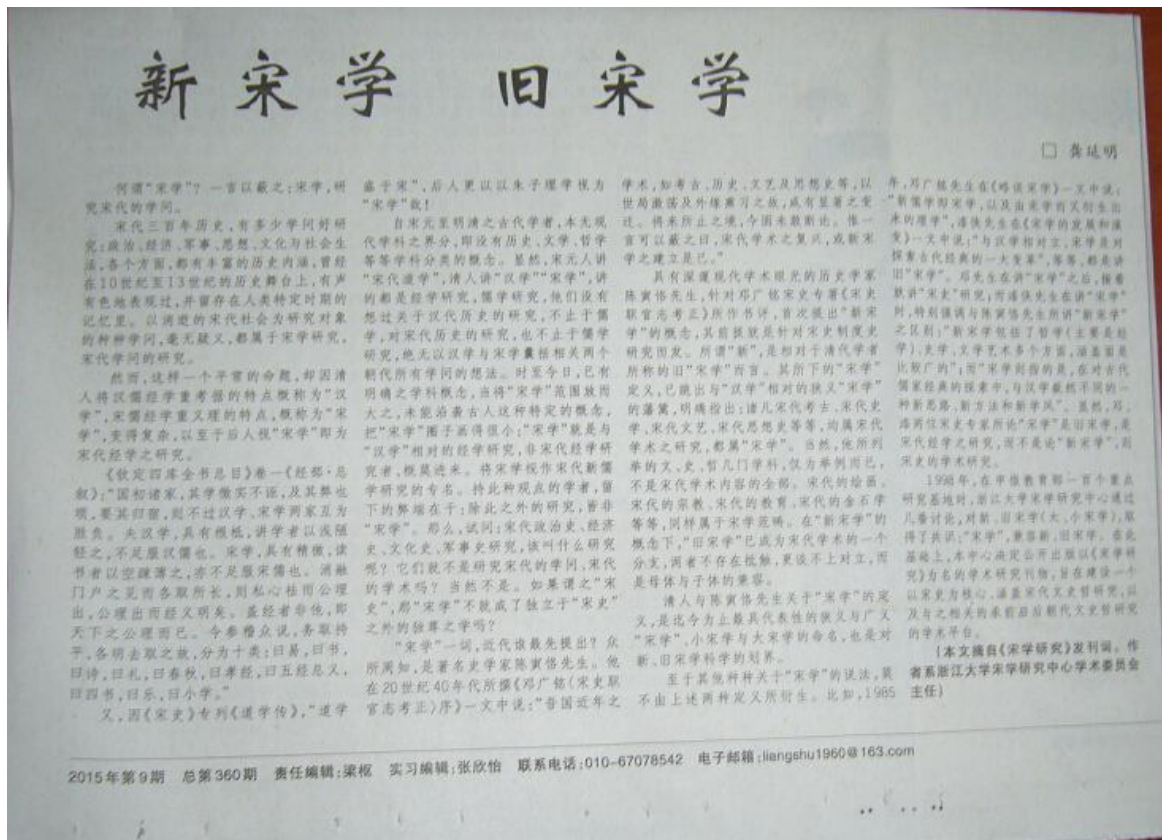 新宋学 旧宋学
□ 龚延明
何谓“宋学”？一言以蔽之：宋学，研
究宋代的学问。
宋代三百年历史，有多少学问好研
究：政治、经济、军事、思想、文化与社会生
活，各个方面，都有丰富的历史内涵，曾经
在10世纪至13世纪的历史舞台上，有声
有色地表现过，并留存在人类特定时期的
记忆里。以消逝的宋代社会为研究对象
的种种学问，毫无疑义，都属于宋学研究，
宋代学问的研究。
然而，这样一个平常的命题，却因清
人将汉儒经学重考据的特点概称为“汉
学”，宋儒经学重义理的特点，概称为“宋
学”，变得复杂，以至于后人悦“宋学”即为
宋代经学之研究。
《钦定四库全书总目》卷一《经部·总
叙》：“国初诸家，其学徵实不诬，及其弊也
琐，要其归宿，则不过汉学、宋学两家互为
胜负。夫汉学，具有根柢，讲学者以浅陋
轻之，不足服汉儒也。宋学，具有精微，读
书者以空疎薄之，亦不足服宋儒也。消融
门户之见而各取所长，则私心祛而公理
出，公理出而经义明矣。盖经者非他，即
天下之公理而已。今参稽众说，务取持
平，各明去取之故，分为十类：曰易，曰书，
曰诗，曰礼，曰春秋，曰孝经，曰五经总义，
曰四书，曰乐，曰小学。”
又，因《宋史》专列《道学传》，“道学
盛于宋”，后人更以以朱子理学视为
“宋学”欤！
自宋元至明清之古代学者，本无现
代学科之界分，即没有历史、文学、哲学
等等学科分类的概念。显然，宋元人讲
“宋代道学”，清人讲“汉学”“宋学”，讲
的都是经学研究，儒学研究，他们没有
想过关于汉代历史的研究，不止于儒
学，对宋代历史的研究，也不止于儒学
研究，绝无以汉学与宋学囊括相关两个
朝代所有学问的想法。时至今日，已有
明确之学科概念，当将“宋学”范围放而
大之，未能沿袭古人这种特定的概念，
把“宋学”圈子画得很小：“宋学”就是与
“汉学”相对的经学研究，非宋代经学研
究者，概莫进来。将宋学视作宋代新儒
学研究的专名。持此种观点的学者，留
下的弊端在于：除此之外的研究，皆非
“宋学”。那么，试问：宋代政治史、经济
史、文化史、军事史研究，该叫什么研究
呢？它们就不是研究宋代的学问、宋代
的学术吗？当然不是。如果谓之“宋
史”，那“宋学”不就成了独立于“宋史”
之外的独尊之学吗？
“宋学”一词，近代谁最先提出？众
所周知，是著名史学家陈寅恪先生。他
在20世纪40年代所撰《邓广铭〈宋史职
官志考正〉序》一文中说：“吾国近年之
学术，如考古、历史、文艺及思想史等，以
世局激荡及外缘熏习之故，咸有显著之变
迁。将来所止之境，今固未敢断论。惟一
言可以蔽之曰，宋代学术之复兴，或新宋
学之建立是已。”
具有深邃现代学术眼光的历史学家
陈寅恪先生，针对邓广铭宋史专著《宋史
职官志考正》所作书评，首次提出“新宋
学”的概念，其前提就是针对宋史制度史
研究而发。所谓“新”，是相对于清代学者
所称的旧“宋学”而言。其所下的“宋学”
定义，已跳出与“汉学”相对的狭义“宋学”
的藩篱，明确指出：诸凡宋代考古、宋代史
学、宋代文艺、宋代思想史等等，均属宋代
学术之研究，都属“宋学”。当然，他所列
举的文、史、哲几门学科，仅为举例而已，
不是宋代学术内容的全部。宋代的绘画、
宋代的宗教、宋代的教育、宋代的金石学
等等，同样属于宋学范畴。在“新宋学”的
概念下，“旧宋学”已成为宋代学术的一个
分支，两者不存在抵触，更谈不上对立，而
是母体与子体的兼容。
清人与陈寅恪先生关于“宋学”的定
义，是迄今为止最具代表性的狭义与广义
“宋学”、小宋学与大宋学的命名，也是对
新、旧宋学科学的划界。
至于其他种种关于“宋学”的说法，莫
不由上述两种定义所衍生。比如，1985
年，邓广铭先生在《略谈宋学》一文中说：
“新儒学即宋学，以及由来学而又衍生出
来的理学”，漆侠先生在《宋学的发展和演
变》一文中说：“与汉学相对立，宋学是对
探索古代经典的一大变革”，等等，都是讲
旧“宋学”。邓先生在讲“宋学”之后，接着
就讲“宋史”研究；而漆侠先生在讲“宋学”
时，特别强调与陈寅恪先生所讲“新宋学”
之区别：“新宋学包括了哲学（主要是经
学）、史学、文学艺术多个方面，涵盖面是
比较广的”；而“宋学则指的是，在对古代
儒家经典的探索中，与汉学截然不同的一
种新思路、新方法和新学风”。显然，邓、
漆两位宋史专家所论“宋学”是旧宋学，是
宋代经学之研究，而不是论“新宋学”，别
宋史的学术研究。
1998年，在申报教育部一百个重点
研究基地时，浙江大学宋学研究中心通过
几番讨论，对新、旧宋学（大、小宋学），取
得了共识：“宋学”，兼容新、旧宋学。在此
基础上，本中心决定公开出版以《宋学研
究》为名的学术研究刊物，旨在建设一个
以宋史为核心，涵盖宋代文史哲研究，以
及与之相关的承前启后朝代文史哲研究
的学术平台。
（本文摘自《宋学研究》发刊词。作
者系浙江大学宋学研究中心学术委员会
主任）
2015年第9期 总第360期 责任编辑：梁枢 实习编辑：张欣怡 联系电话：010-67078542 电子邮箱：liangshu1960@163.com